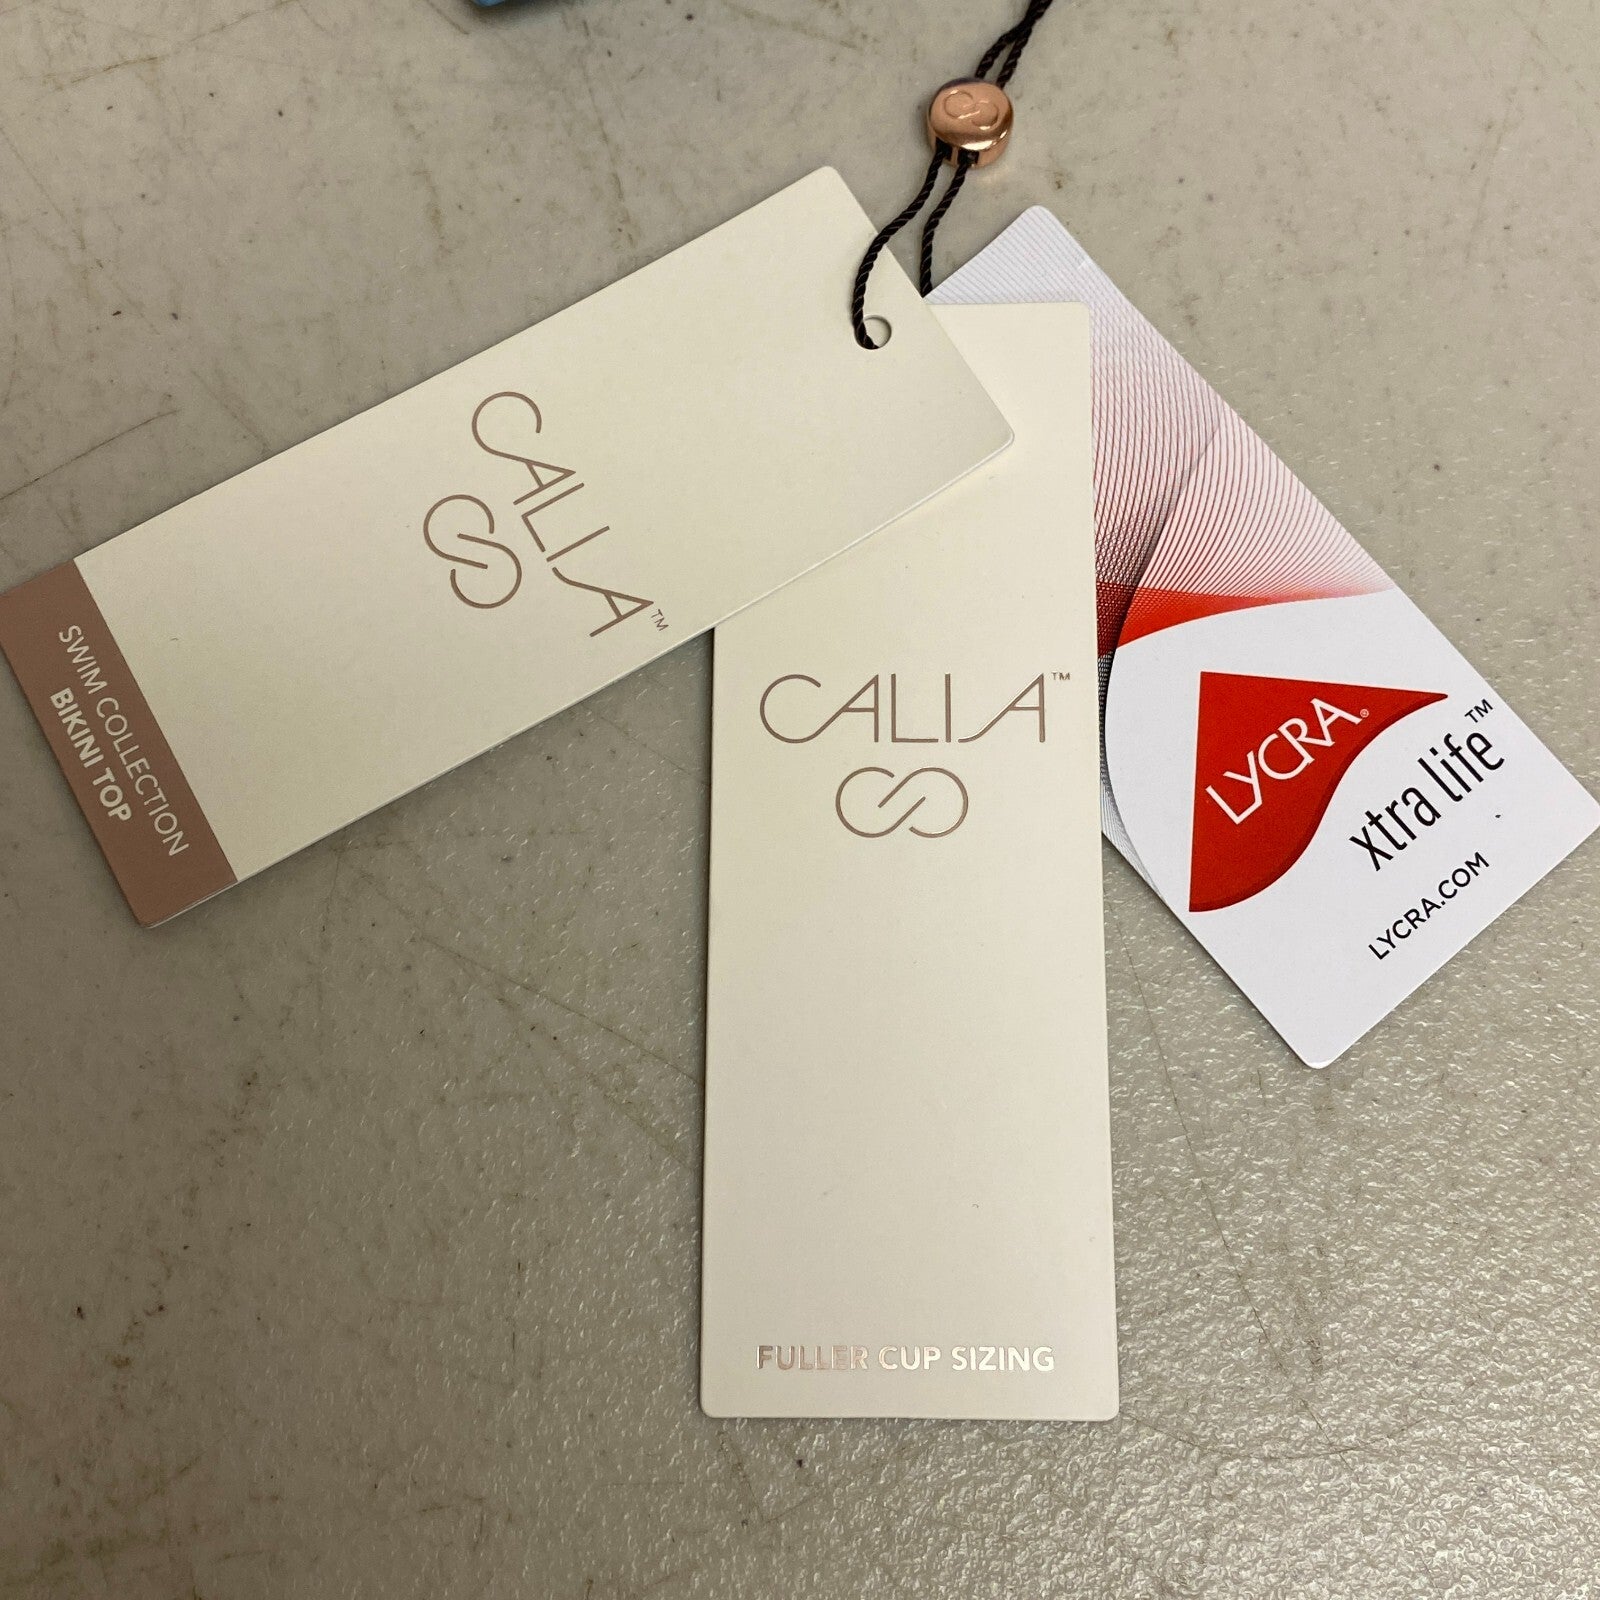 CALIA™
SWIM COLLECTION
BIKINI TOP
CALIA™
FULLER CUP SIZING
LYCRA®
xtra life™
LYCRA.COM